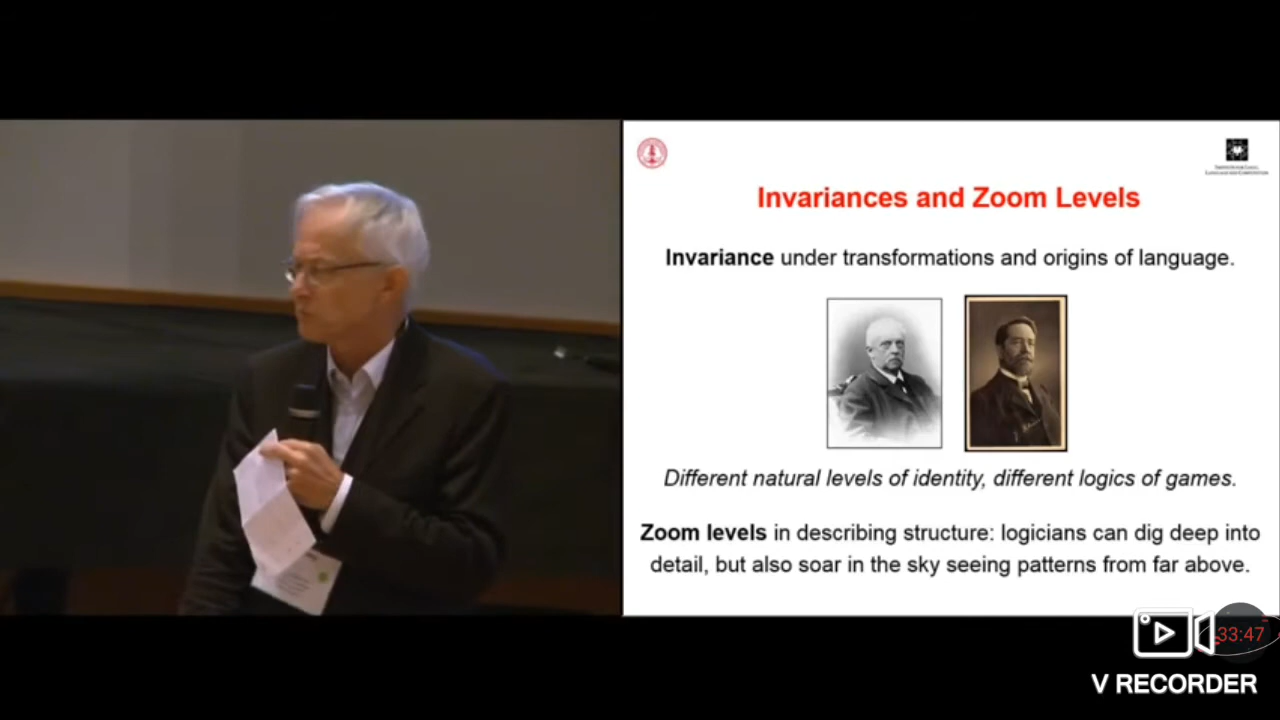 Invariances and Zoom Levels
Invariance under transformations and origins of language.
Different natural levels of identity, different logics of games.
Zoom levels in describing structure: logicians can dig deep into
detail, but also soar in the sky seeing patterns from far above.
33:47
V RECORDER